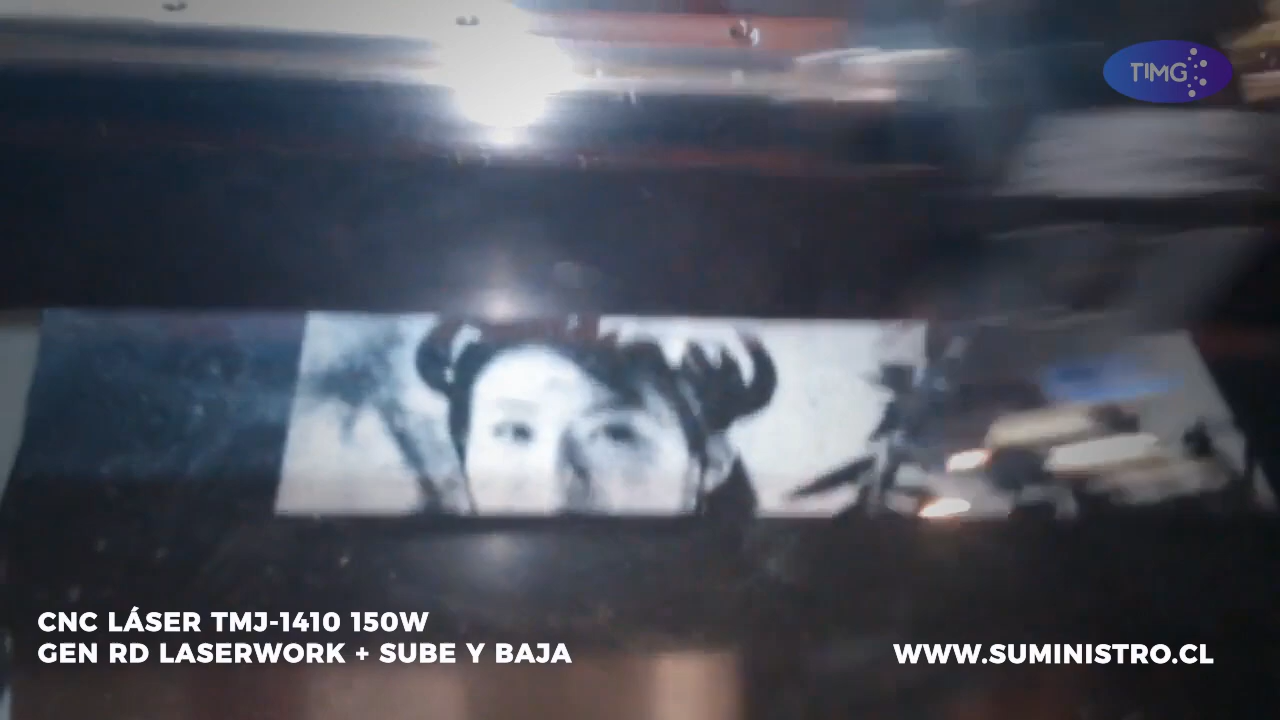 TIMG
CNC LÁSER TMJ-1410 150W
GEN RD LASERWORK + SUBE Y BAJA
WWW.SUMINISTRO.CL